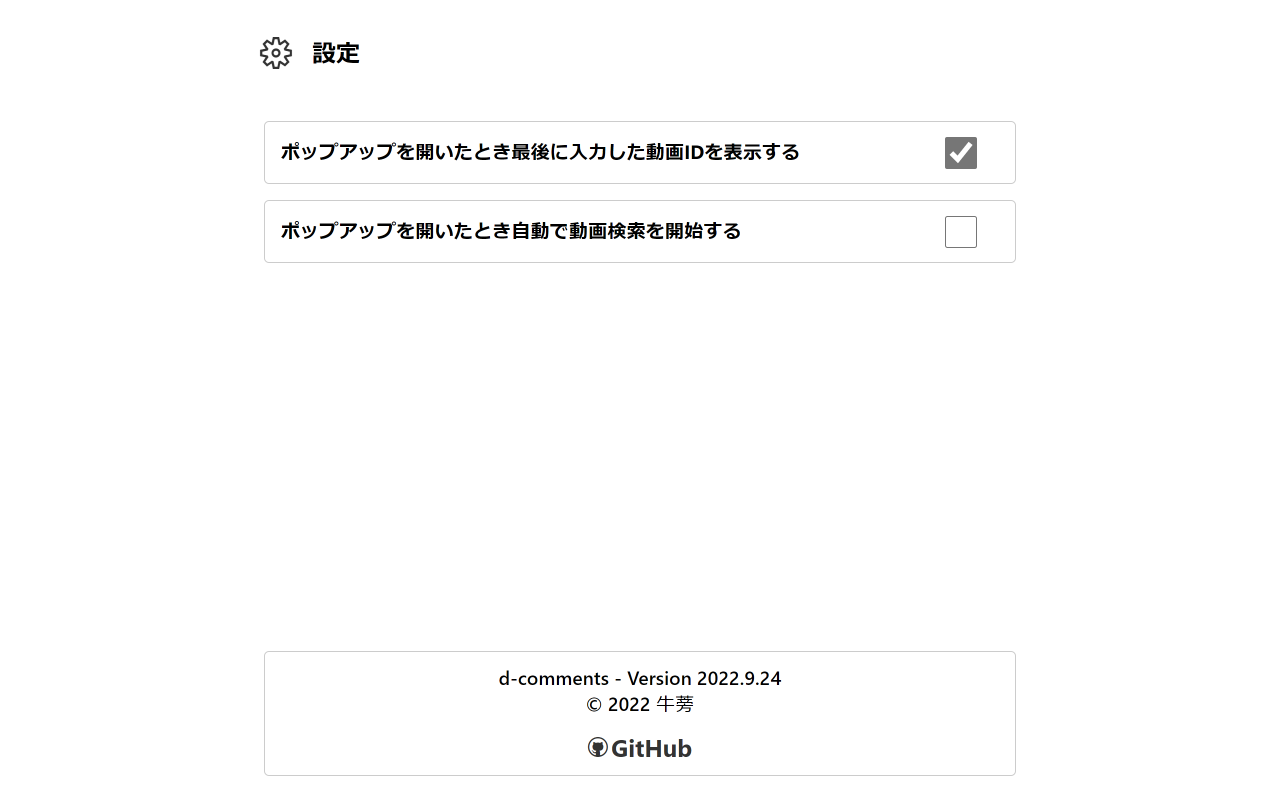 設定
ポップアップを開いたとき最後に入力した動画IDを表示する
ポップアップを開いたとき自動で動画検索を開始する
d-comments - Version 2022.9.24
© 2022 牛蒡
GitHub